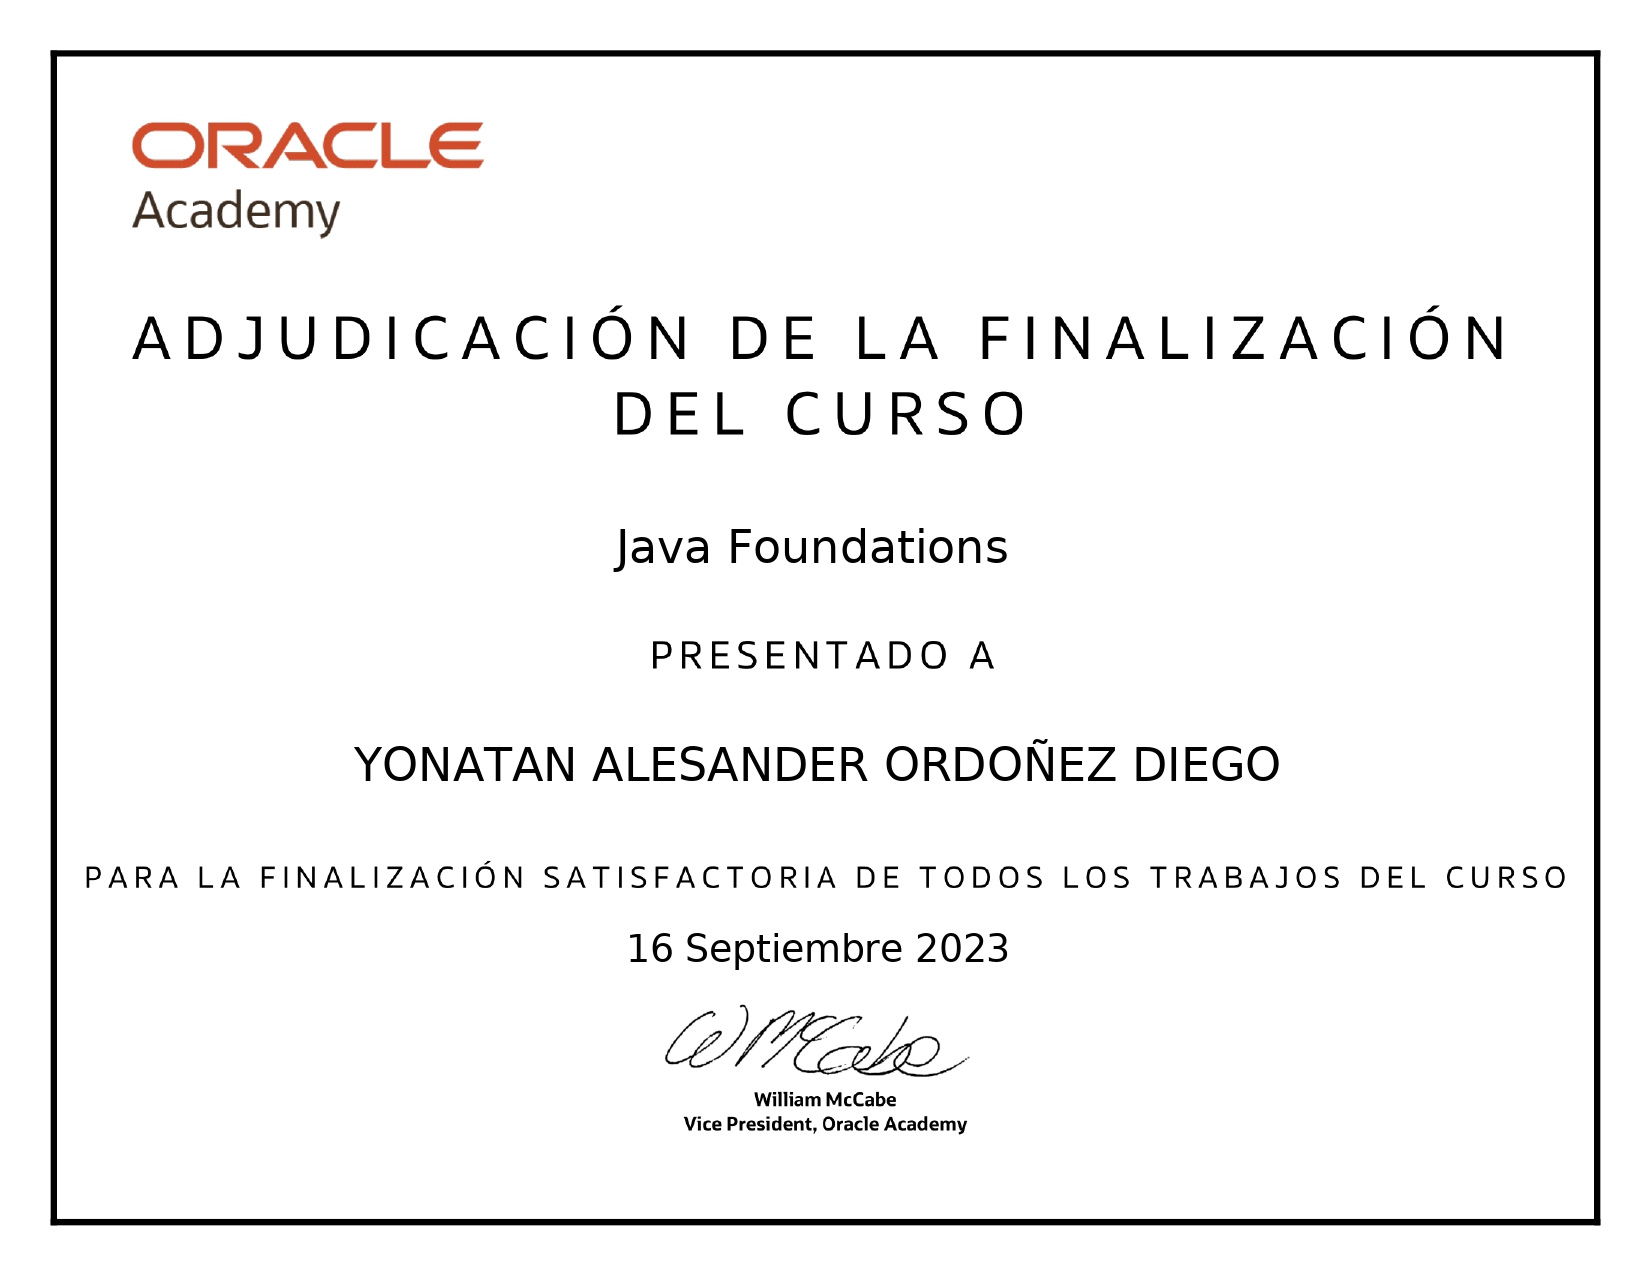 ORACLE
Academy
ADJUDICACIÓN DE LA FINALIZACIÓN
DEL CURSO
Java Foundations
PRESENTADO A
YONATAN ALESANDER ORDOÑEZ DIEGO
PARA LA FINALIZACIÓN SATISFACTORIA DE TODOS LOS TRABAJOS DEL CURSO
16 Septiembre 2023
W McCabe
William McCabe
Vice President, Oracle Academy